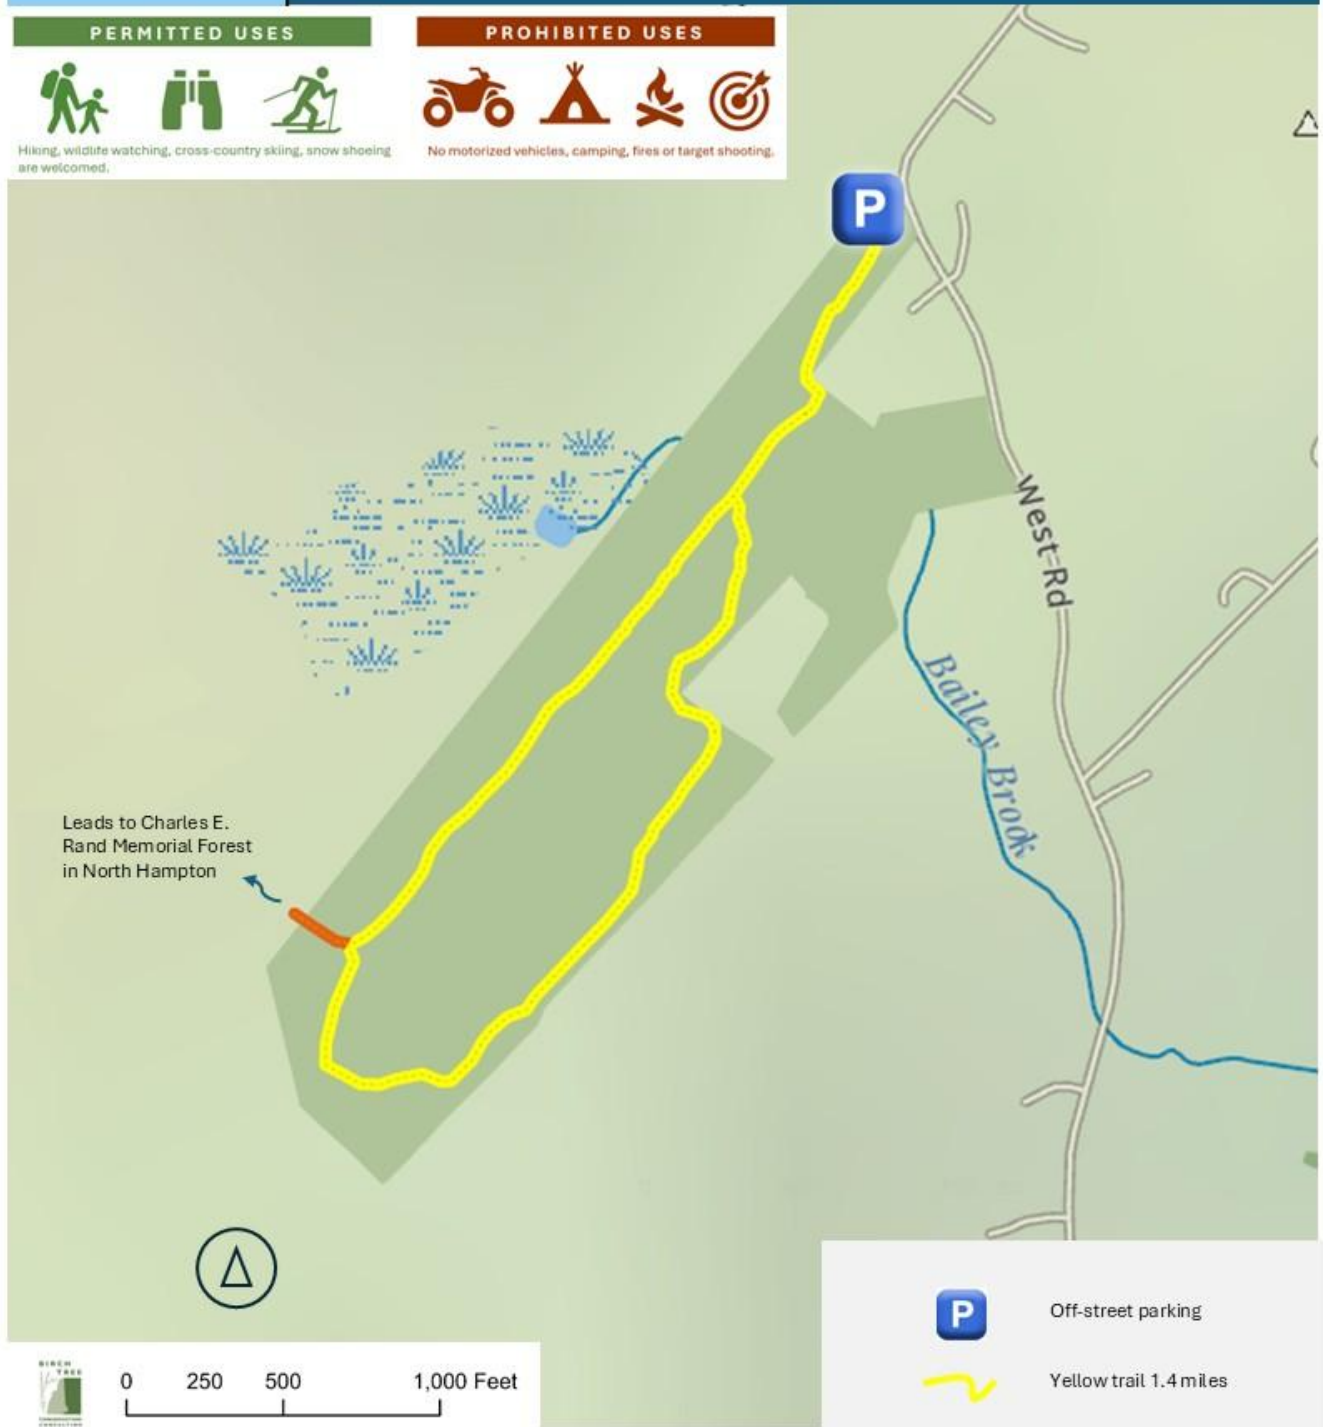 PERMITTED USES
PROHIBITED USES
Hiking, wildlife watching, cross-country skiing, snow shoeing
are welcomed.
No motorized vehicles, camping, fires or target shooting.
P
West Rd
Bailey Brook
Leads to Charles E.
Rand Memorial Forest
in North Hampton
P
Off-street parking
Yellow trail 1.4 miles
BIRCH
TREE
0 250 500 1,000 Feet